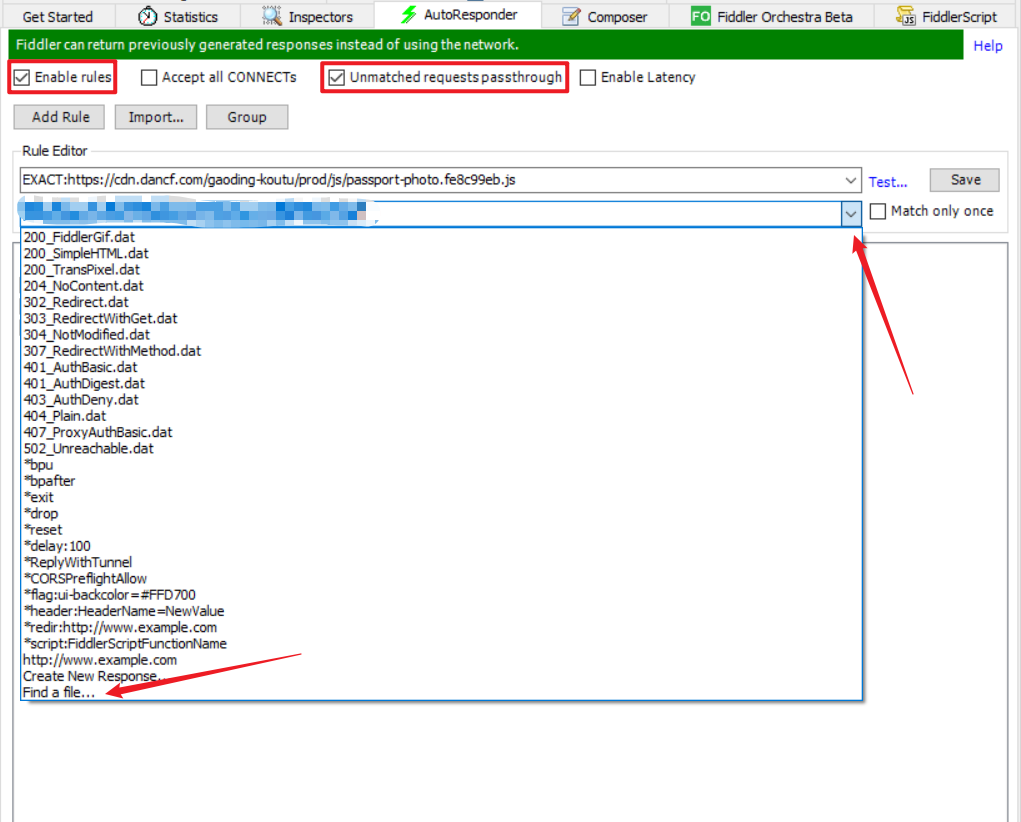 Get Started Statistics Inspectors AutoResponder Composer FO Fiddler Orchestra Beta JS FiddlerScript
Fiddler can return previously generated responses instead of using the network. Help
Enable rules Accept all CONNECTs Unmatched requests passthrough Enable Latency
Add Rule Import... Group
Rule Editor
EXACT:https://cdn.dancf.com/gaoding-koutu/prod/js/passport-photo.fe8c99eb.js Test... Save
Match only once
200_FiddlerGif.dat
200_SimpleHTML.dat
200_TransPixel.dat
204_NoContent.dat
302_Redirect.dat
303_RedirectWithGet.dat
304_NotModified.dat
307_RedirectWithMethod.dat
401_AuthBasic.dat
401_AuthDigest.dat
403_AuthDeny.dat
404_Plain.dat
407_ProxyAuthBasic.dat
502_Unreachable.dat
*bpu
*bpafter
*exit
*drop
*reset
*delay:100
*ReplyWithTunnel
*CORSPreflightAllow
*flag:ui-backcolor=#FFD700
*header:HeaderName=NewValue
*redir:http://www.example.com
*script:FiddlerScriptFunctionName
http://www.example.com
Create New Response...
Find a file...